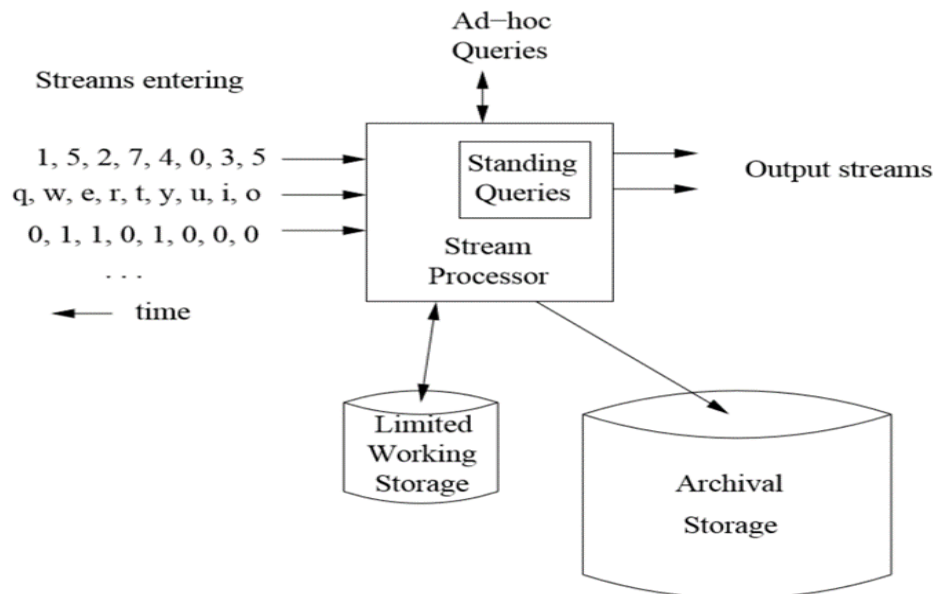 Ad-hoc
Queries
Streams entering
1, 5, 2, 7, 4, 0, 3, 5
q, w, e, r, t, y, u, i, o
0, 1, 1, 0, 1, 0, 0, 0
. . .
time
Standing
Queries
Stream
Processor
Output streams
Limited
Working
Storage
Archival
Storage